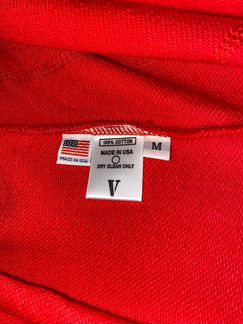 MADE IN USA
100% COTTON
MADE IN USA
DRY CLEAN ONLY
V
M